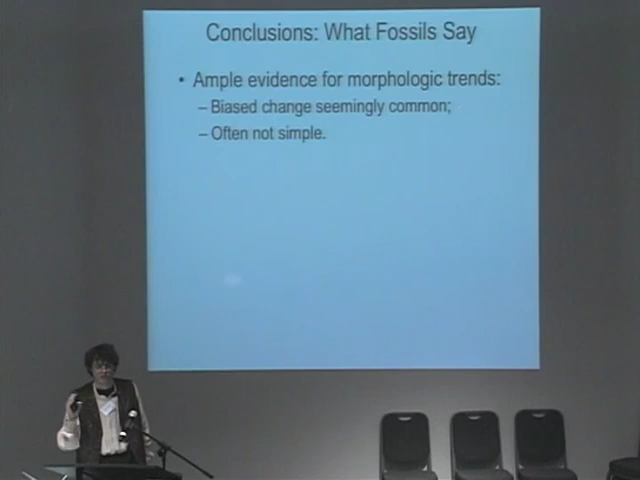 Conclusions: What Fossils Say
• Ample evidence for morphologic trends:
– Biased change seemingly common;
– Often not simple.